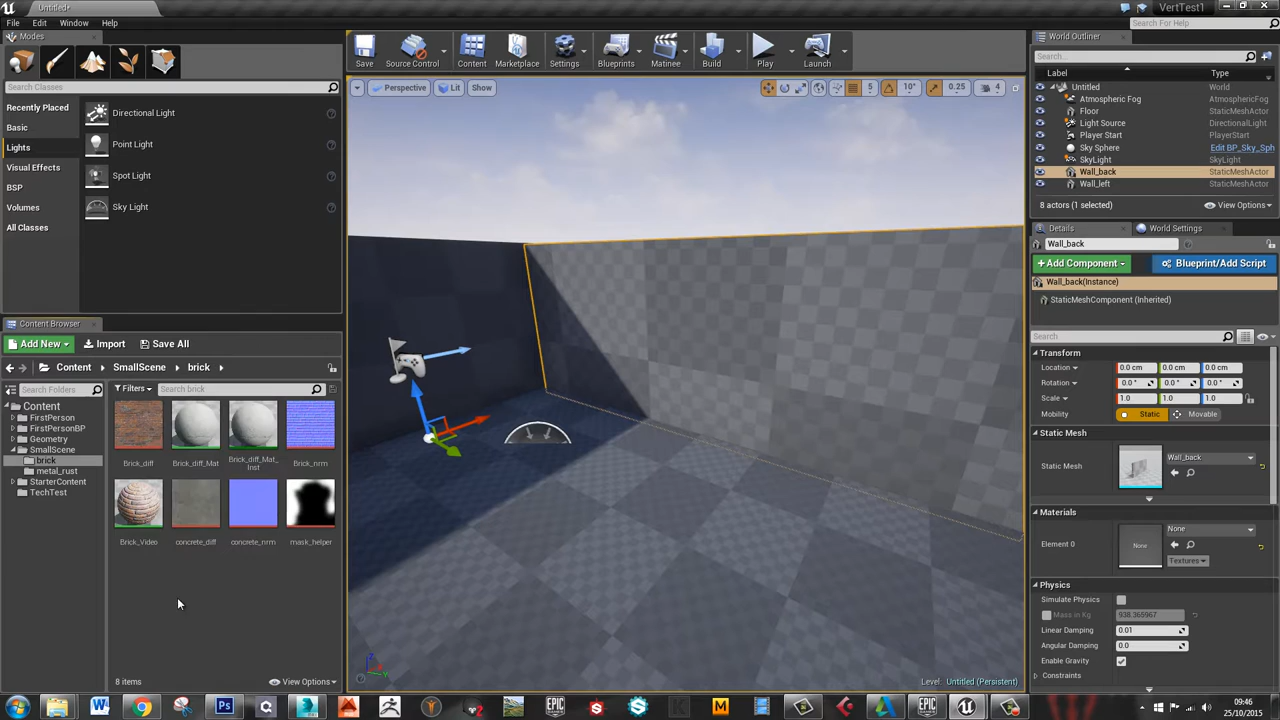 Untitled*
VertTest1
File Edit Window Help
Search For Help
Modes
Search Classes
Recently Placed
Basic
Lights
Visual Effects
BSP
Volumes
All Classes
Directional Light
Point Light
Spot Light
Sky Light
Save Source Control Content Marketplace Settings Blueprints Matinee Build Play Launch
Perspective Lit Show
5 10° 0.25 4
World Outliner
Search...
Label Type
Untitled World
Atmospheric Fog AtmosphericFog
Floor StaticMeshActor
Light Source DirectionalLight
Player Start PlayerStart
Sky Sphere Edit BP_Sky_Sph
SkyLight SkyLight
Wall_back StaticMeshActor
Wall_left StaticMeshActor
8 actors (1 selected) View Options
Details World Settings
Wall_back
+Add Component Blueprint/Add Script
Wall_back(Instance)
StaticMeshComponent (Inherited)
Search
Transform
Location 0.0 cm 0.0 cm 0.0 cm
Rotation 0.0 ° 0.0 ° 0.0 °
Scale 1.0 1.0 1.0
Mobility Static Movable
Static Mesh
Static Mesh Wall_back
Materials
Element 0 None None
Textures
Physics
Simulate Physics
Mass in Kg 938.365967
Linear Damping 0.01
Angular Damping 0.0
Enable Gravity
Constraints
Content Browser
Add New Import Save All
Content SmallScene brick
Search Folders
Filters Search brick
Content
FirstPerson
FirstPersonBP
Geometry
SmallScene
brick
metal_rust
StarterContent
TechTest
Brick_diff Brick_diff_Mat Brick_diff_Mat_Inst Brick_nrm
Brick_Video concrete_diff concrete_nrm mask_helper
8 items View Options
Level: Untitled (Persistent)
09:46
25/10/2015